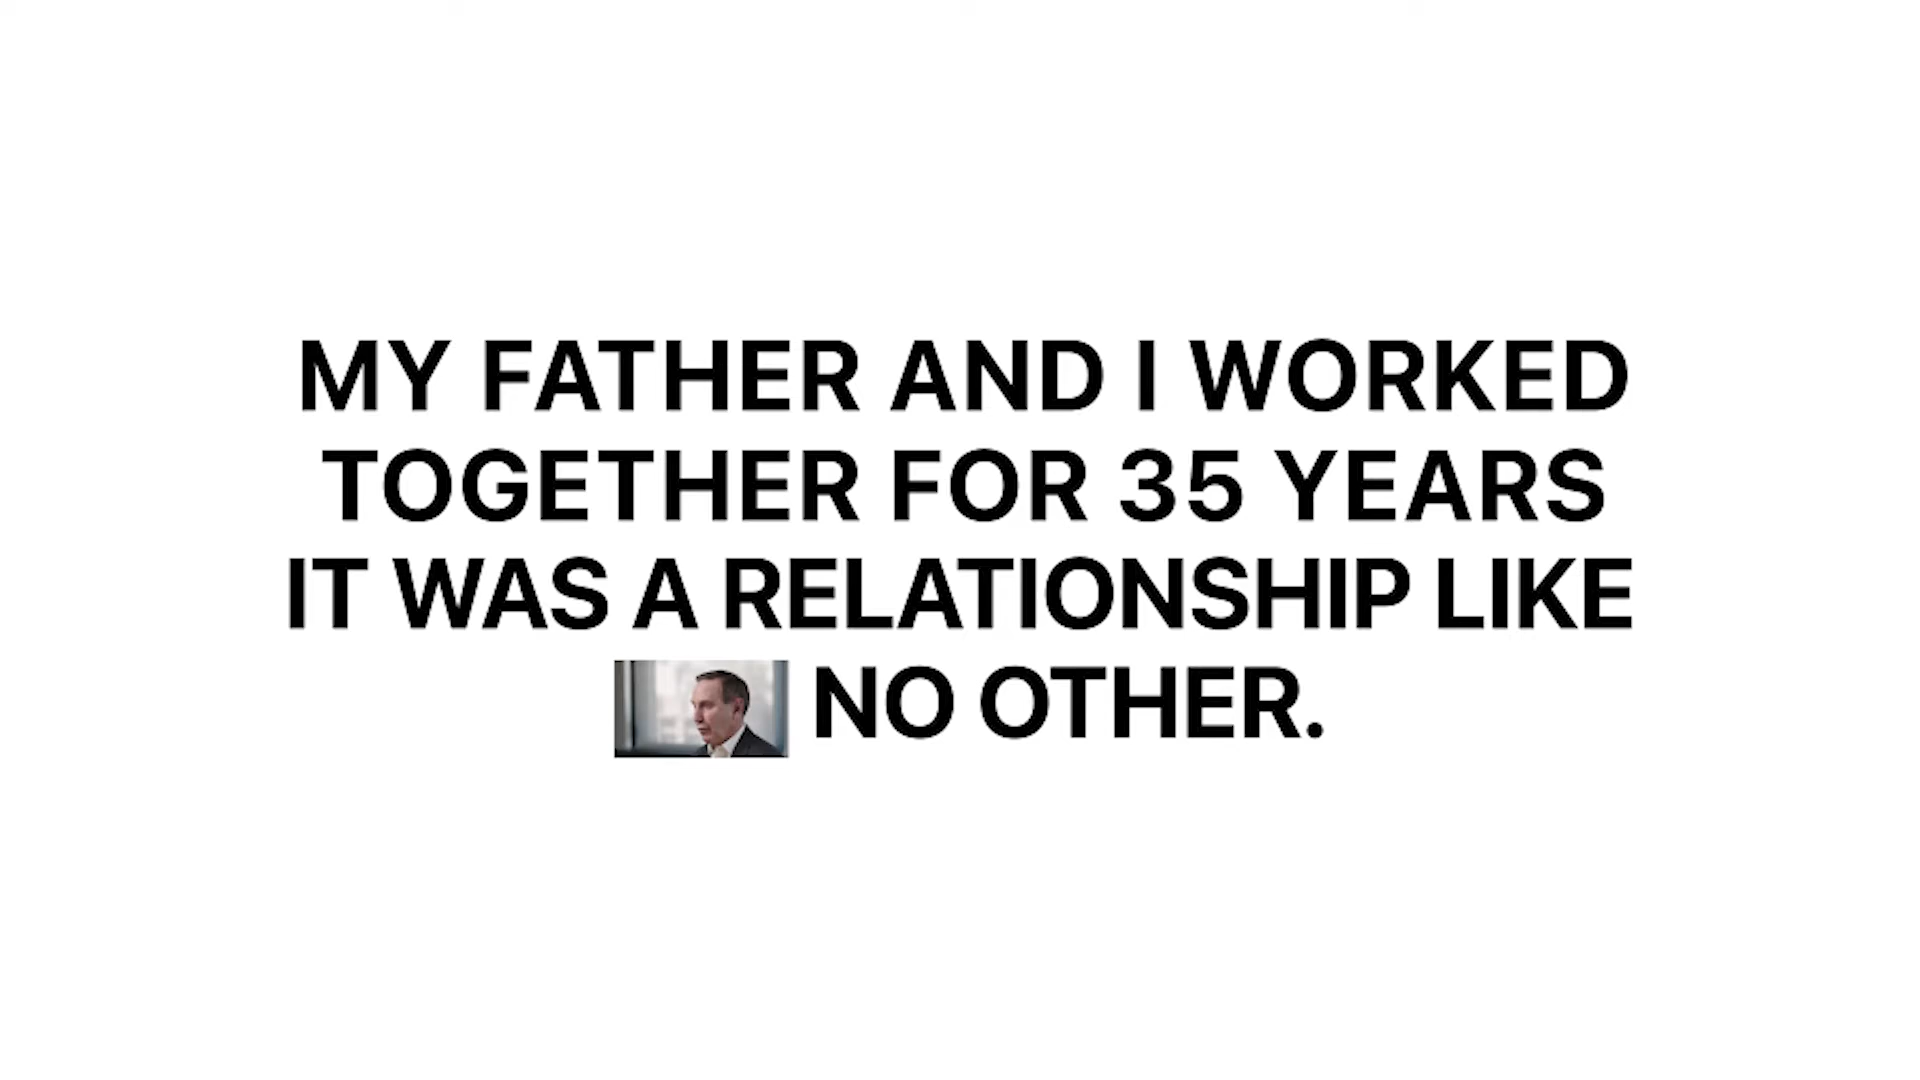 MY FATHER AND I WORKED
TOGETHER FOR 35 YEARS
IT WAS A RELATIONSHIP LIKE
NO OTHER.